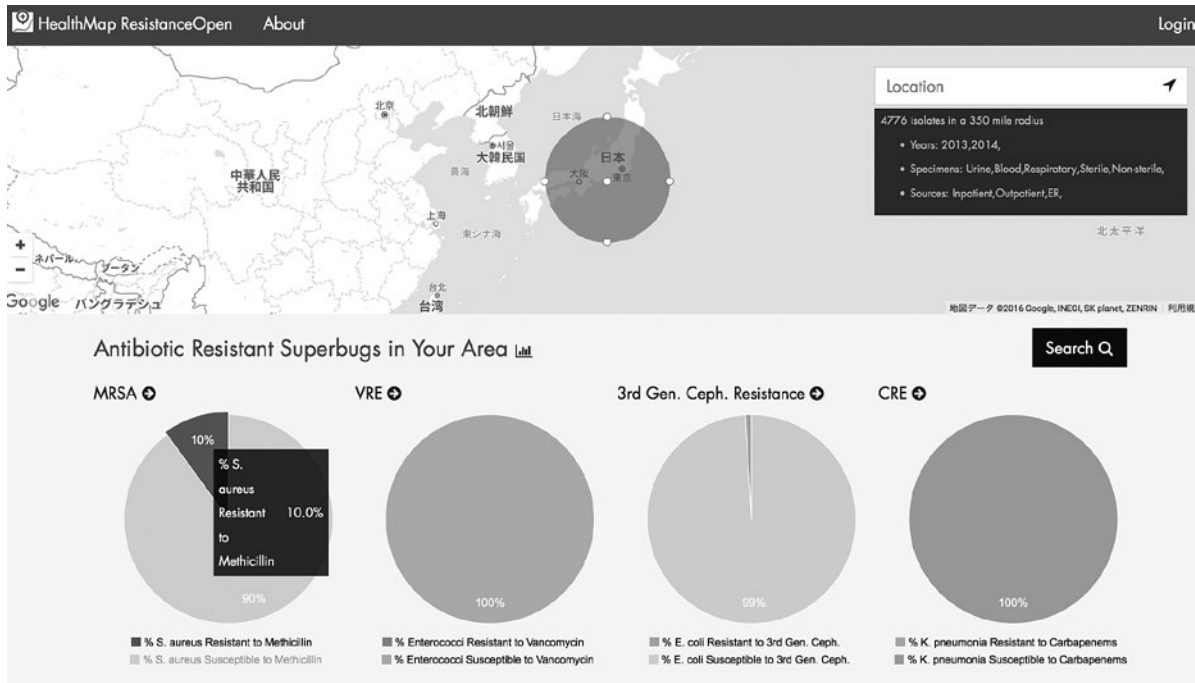 HealthMap ResistanceOpen About Login
Location
4776 isolates in a 350 mile radius
• Years: 2013,2014,
• Specimens: Urine,Blood,Respiratory,Sterile,Non-sterile,
• Sources: Inpatient,Outpatient,ER,
北京
北朝鮮
日本海
ソウル
大韓民国
日本
黄海
大阪
東京
中華人民
共和国
上海
東シナ海
北太平洋
+
−
ネパール
ブータン
台北
Google
バングラデシュ
台湾
地図データ ©2016 Google, INEGI, SK planet, ZENRIN 利用規
Antibiotic Resistant Superbugs in Your Area
Search
MRSA
VRE
3rd Gen. Ceph. Resistance
CRE
10%
% S.
aureus
Resistant 10.0%
to
Methicillin
90%
100%
99%
100%
% S. aureus Resistant to Methicillin
% S. aureus Susceptible to Methicillin
% Enterococci Resistant to Vancomycin
% Enterococci Susceptible to Vancomycin
% E. coli Resistant to 3rd Gen. Ceph.
% E. coli Susceptible to 3rd Gen. Ceph.
% K. pneumonia Resistant to Carbapenems
% K. pneumonia Susceptible to Carbapenems